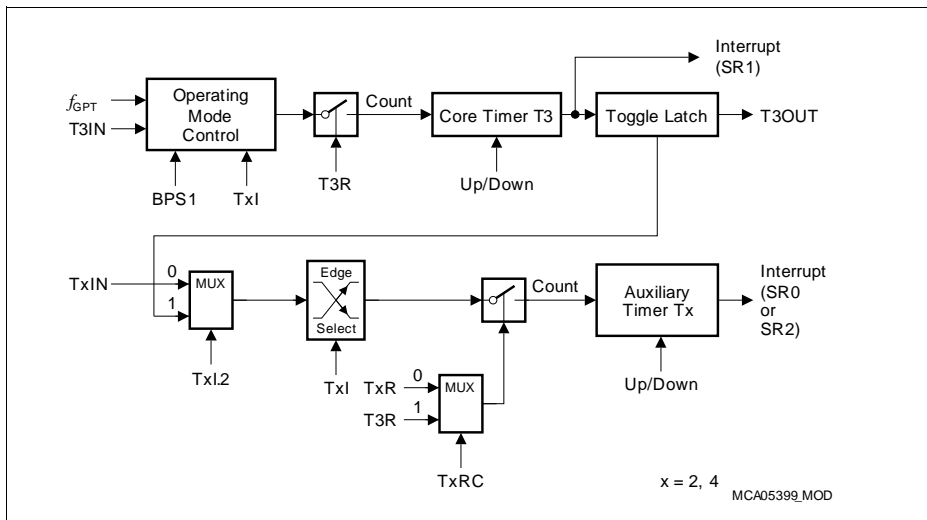 Interrupt
(SR1)
fGPT
T3IN
Operating
Mode
Control
Count
Core Timer T3
Toggle Latch
T3OUT
BPS1
TxI
T3R
Up/Down
TxIN
0
1
MUX
TxI.2
Edge
Select
TxI
Count
Auxiliary
Timer Tx
Interrupt
(SR0
or
SR2)
TxR
0
T3R
1
MUX
TxRC
Up/Down
x = 2, 4
MCA05399_MOD